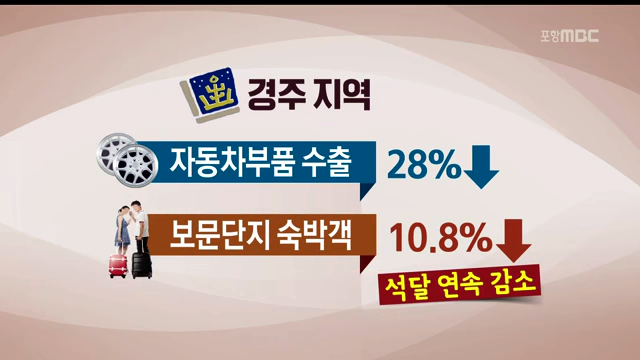 포항MBC
경주 지역
자동차부품 수출 28%
보문단지 숙박객 10.8%
석달 연속 감소